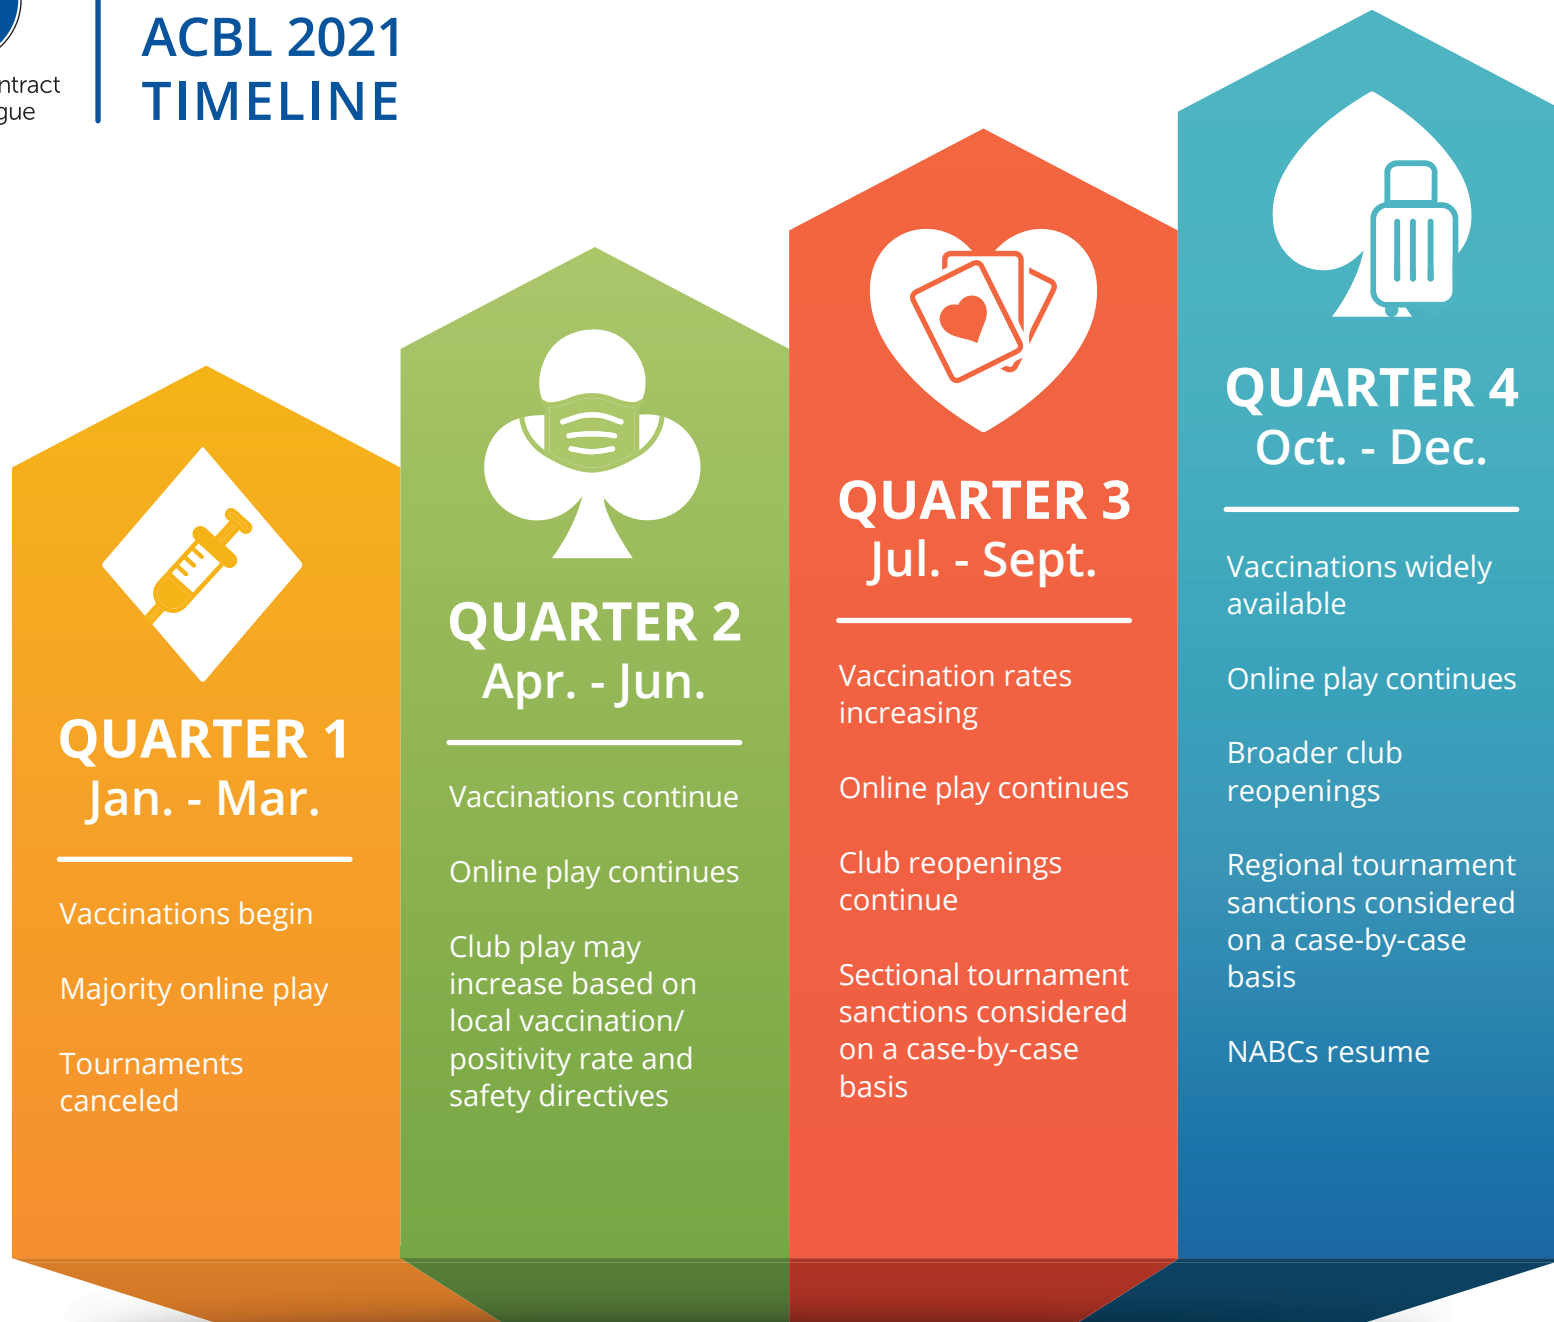 ntract
gue
ACBL 2021
TIMELINE
QUARTER 1
Jan. - Mar.
Vaccinations begin
Majority online play
Tournaments
canceled
QUARTER 2
Apr. - Jun.
Vaccinations continue
Online play continues
Club play may
increase based on
local vaccination/
positivity rate and
safety directives
QUARTER 3
Jul. - Sept.
Vaccination rates
increasing
Online play continues
Club reopenings
continue
Sectional tournament
sanctions considered
on a case-by-case
basis
QUARTER 4
Oct. - Dec.
Vaccinations widely
available
Online play continues
Broader club
reopenings
Regional tournament
sanctions considered
on a case-by-case
basis
NABCs resume